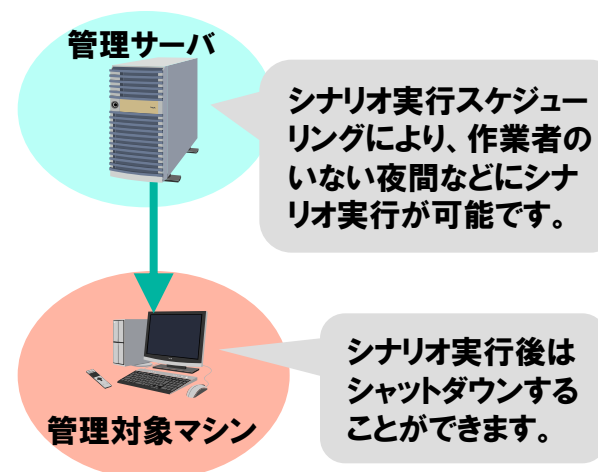 管理サーバ
シナリオ実行スケジュー
リングにより、作業者の
いない夜間などにシナ
リオ実行が可能です。
シナリオ実行後は
シャットダウンする
ことができます。
管理対象マシン